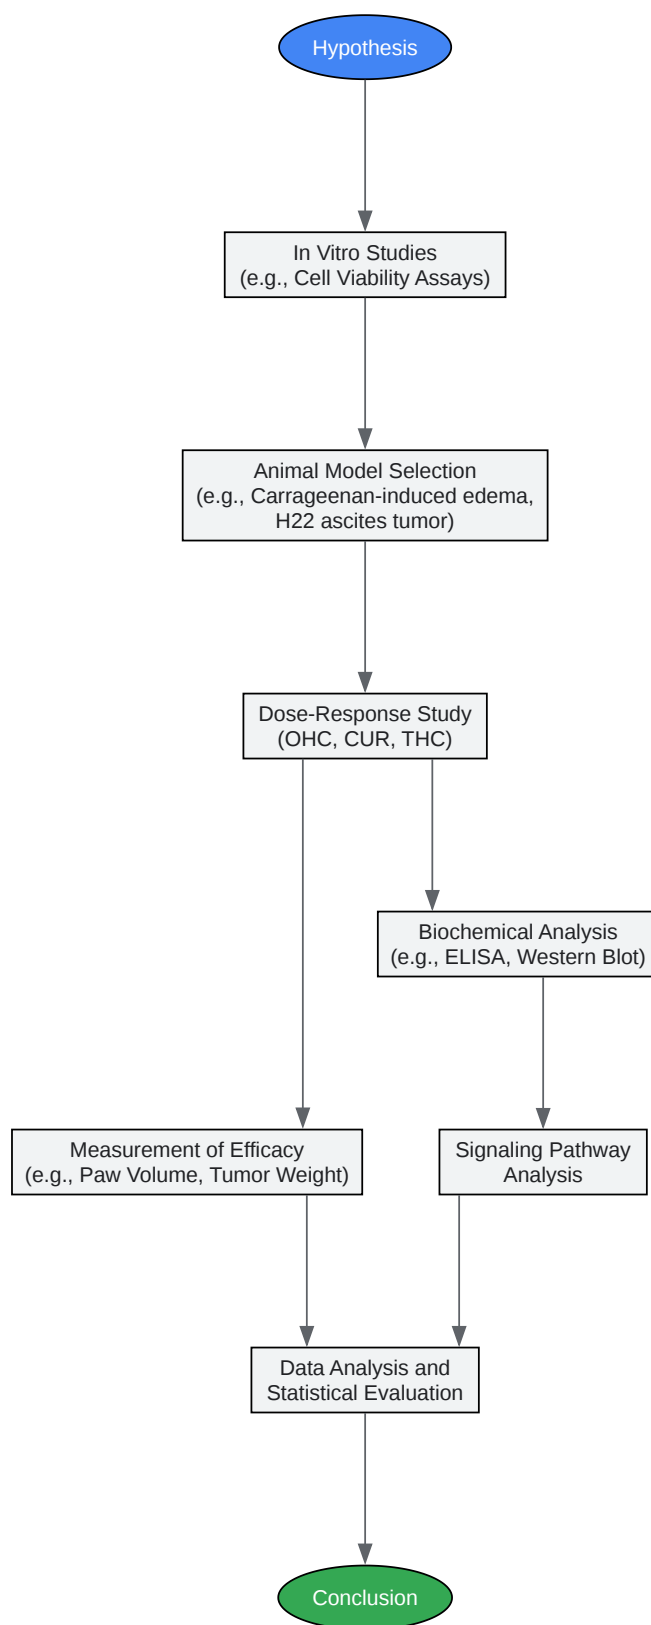 Hypothesis
In Vitro Studies
(e.g., Cell Viability Assays)
Animal Model Selection
(e.g., Carrageenan-induced edema,
H22 ascites tumor)
Dose-Response Study
(OHC, CUR, THC)
Biochemical Analysis
(e.g., ELISA, Western Blot)
Measurement of Efficacy
(e.g., Paw Volume, Tumor Weight)
Signaling Pathway
Analysis
Data Analysis and
Statistical Evaluation
Conclusion